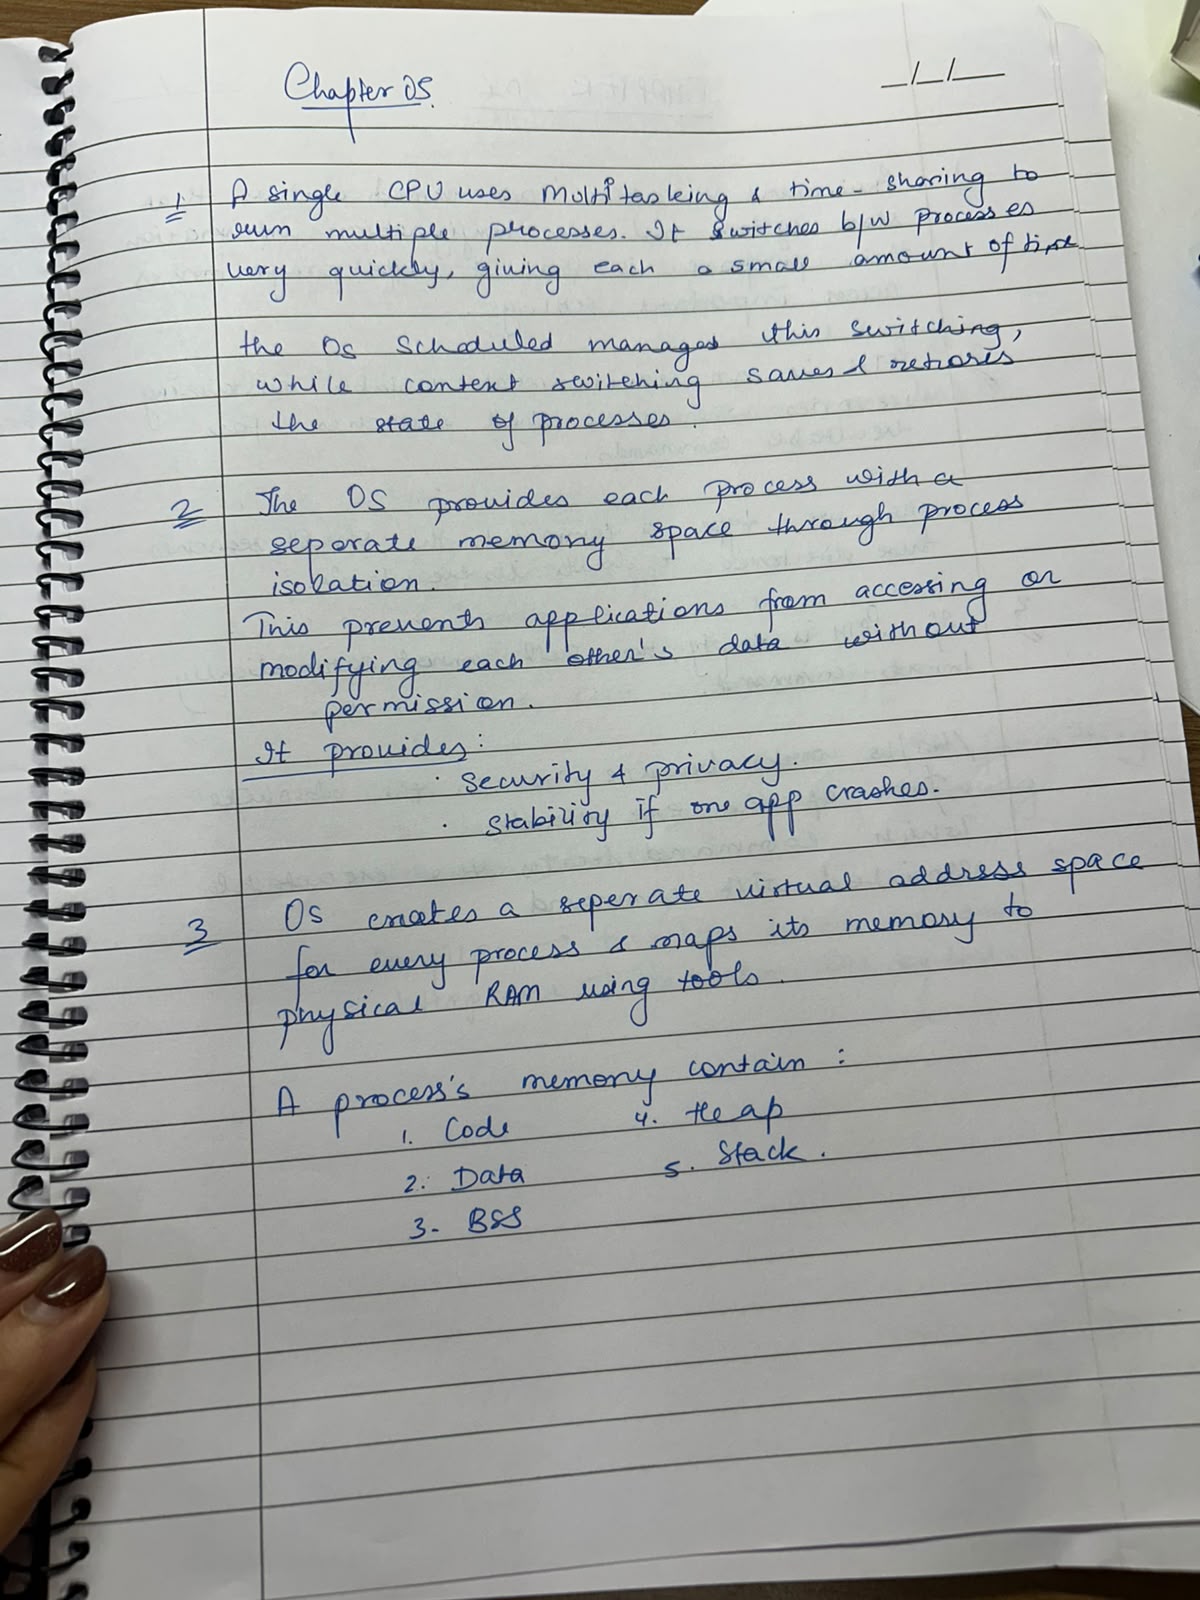 Chapter 05.
_/_/__
1 A single CPU uses Multitasking & time-sharing to
run multiple processes. It switches b/w processes
very quickly, giving each a small amount of time
the Os Scheduled manages this switching,
while context switching saves & retrores
the state of processes.
2 The OS provides each process with a
seperate memory space through process
isolation.
This prevents applications from accessing or
modifying each other's data without
permission.
It provides:
· Security & privacy.
· Stability if one app crashes.
3 OS creates a seperate virtual address space
for every process & maps its memory to
physical RAM using tools.
A process's memory contain :
1. Code
4. Heap
2. Data
5. Stack.
3- BSS